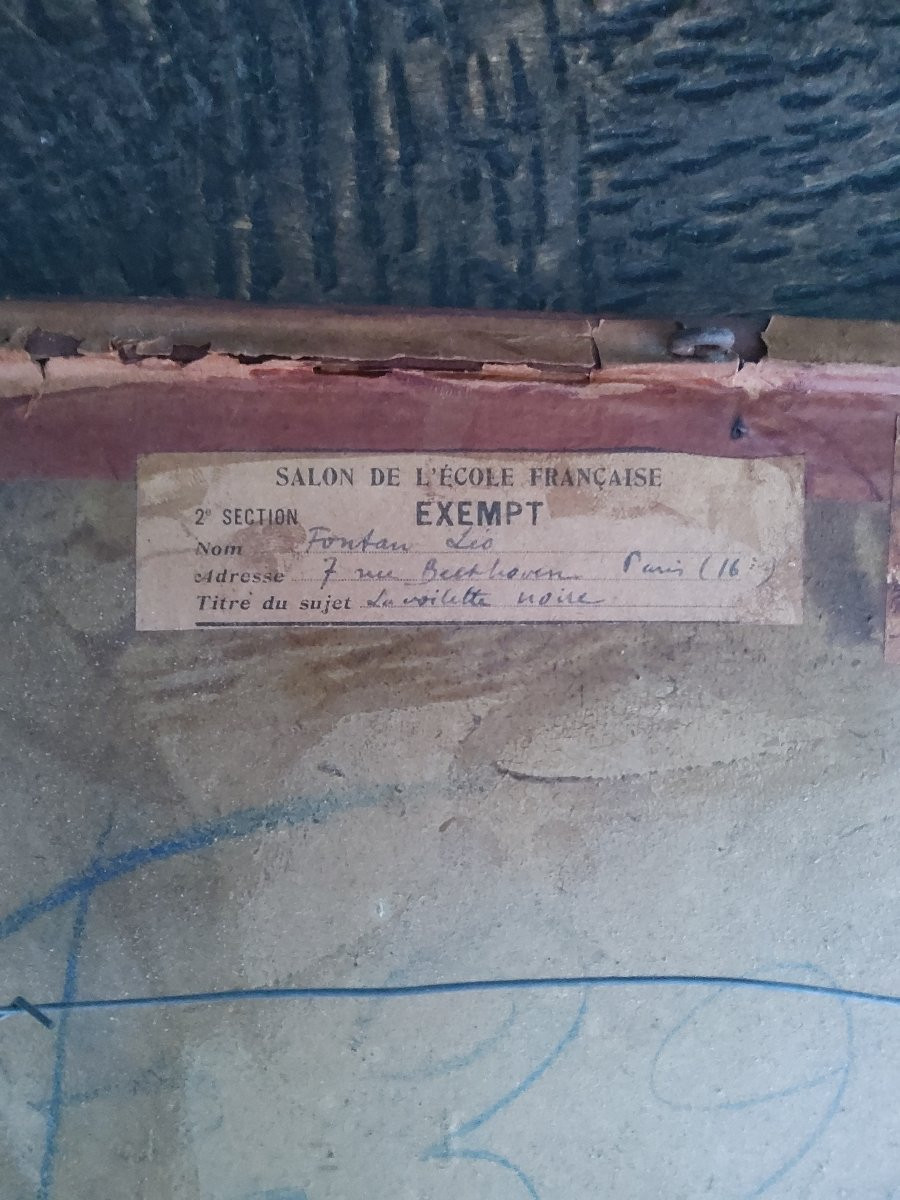 SALON DE L'ÉCOLE FRANÇAISE
2ᵉ SECTION EXEMPT
Nom Fontan Léo
Adresse 7 rue Beethoven Paris (16ᵉ)
Titre du sujet La voilette noire